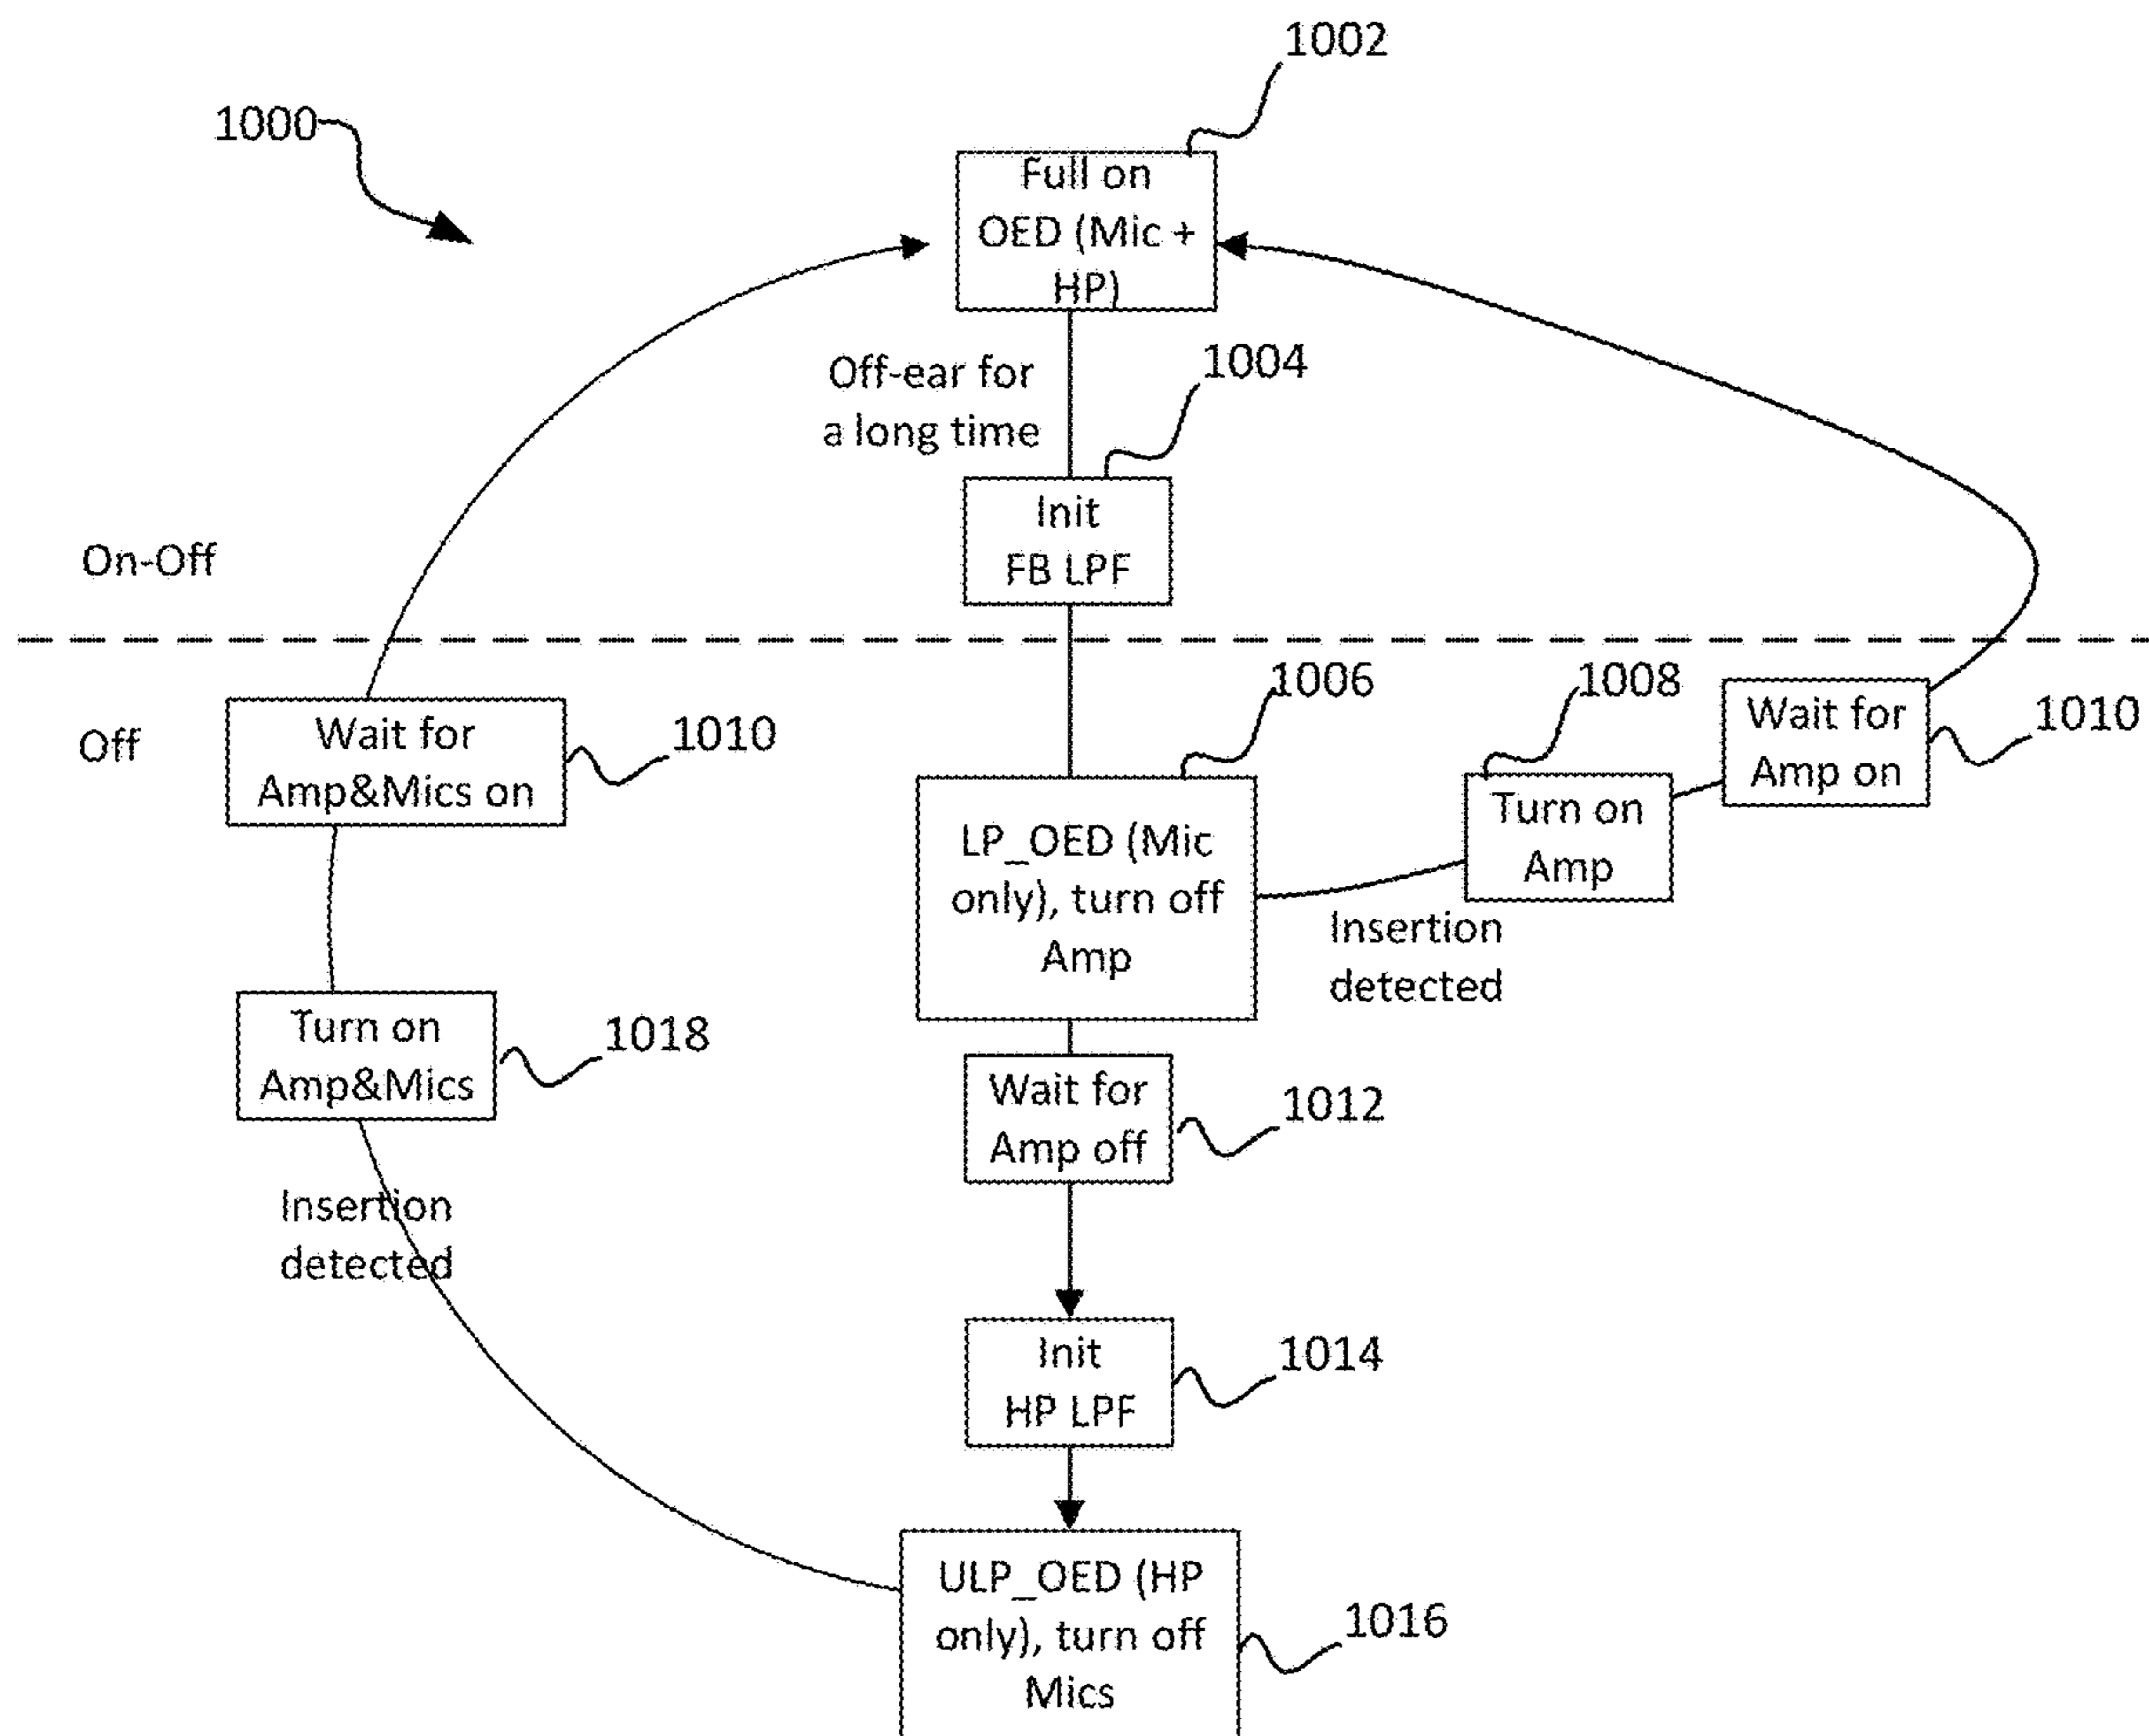 1002
1000
Full on
OED (Mic +
HP)
Off-ear for
a long time
1004
Init
FB LPF
On-Off
Off
Wait for
Amp&Mics on
1010
1006
1008
Wait for
Amp on
1010
LP_OED (Mic
only), turn off
Amp
Turn on
Amp
Insertion
detected
Turn on
Amp&Mics
1018
Wait for
Amp off
1012
Insertion
detected
Init
HP LPF
1014
ULP_OED (HP
only), turn off
Mics
1016